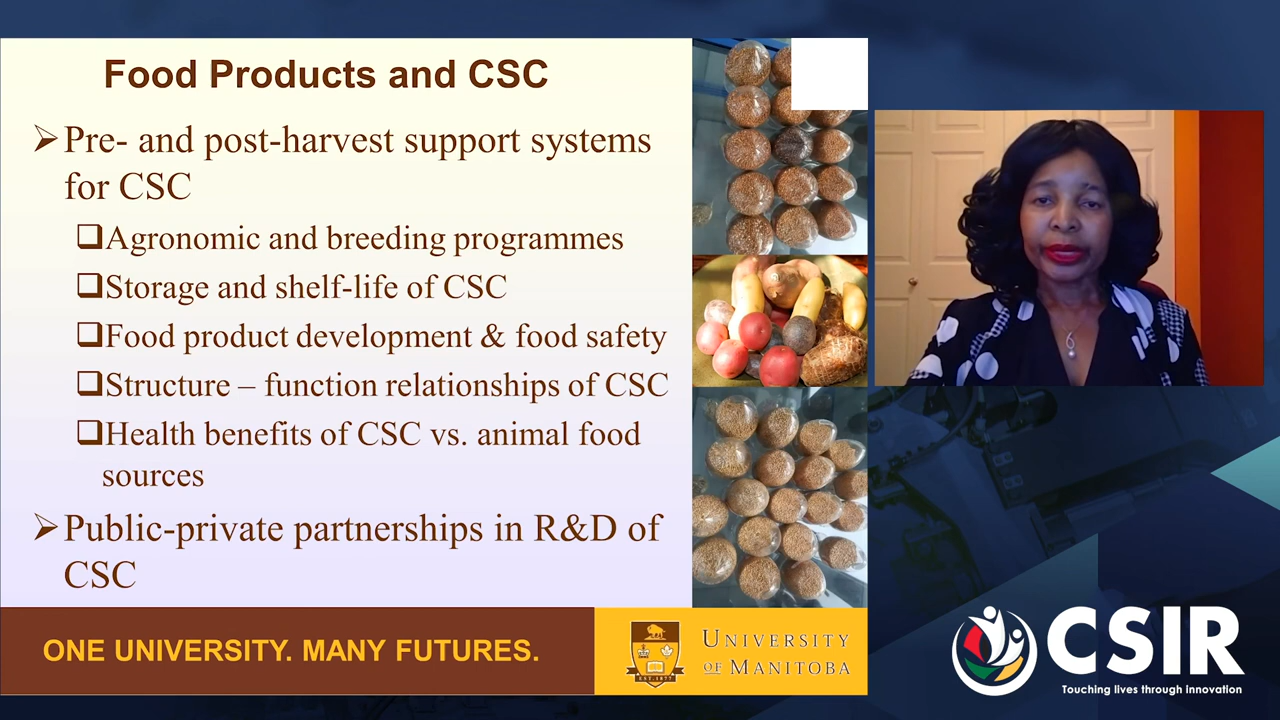 Food Products and CSC
➢Pre- and post-harvest support systems
for CSC
❑Agronomic and breeding programmes
❑Storage and shelf-life of CSC
❑Food product development & food safety
❑Structure – function relationships of CSC
❑Health benefits of CSC vs. animal food
sources
➢Public-private partnerships in R&D of
CSC
ONE UNIVERSITY. MANY FUTURES.
UNIVERSITY
OF MANITOBA
EST. 1877
CSIR
Touching lives through innovation